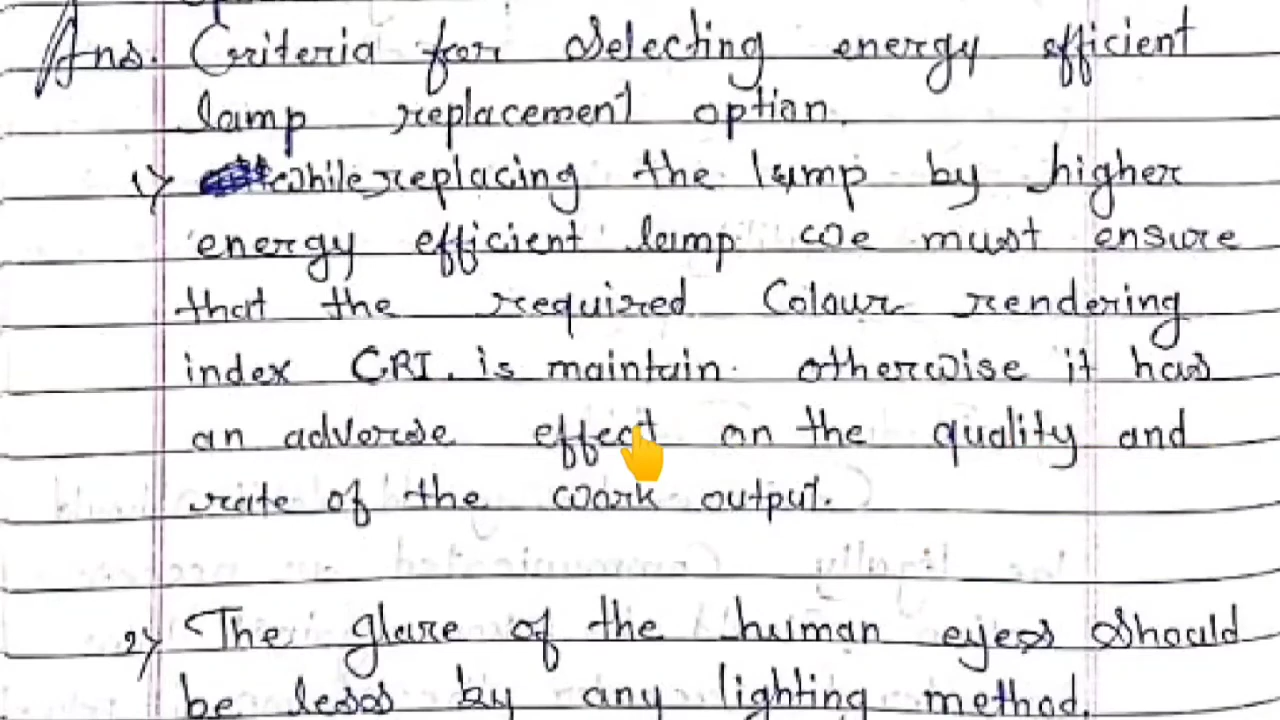 Ans. Criteria for selecting energy efficient
lamp replacement option.
1) while replacing the lamp by higher
energy efficient lamp we must ensure
that the required Colour rendering
index CRI. is maintain. otherwise it has
an adverse effect on the quality and
rate of the work output.
2) The glare of the human eyes should
be less by any lighting method.